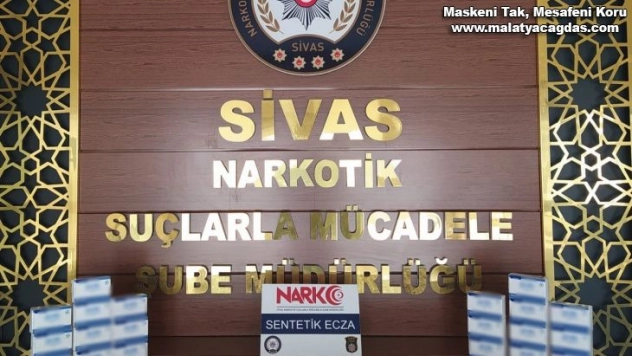 Maskeni Tak, Mesafeni Koru
www.malatyacagdas.com
SİVAS
SİVAS
NARKOTİK
SUÇLARLA MÜCADELE
ŞUBE MÜDÜRLÜĞÜ
NARKO
SENTETİK ECZA